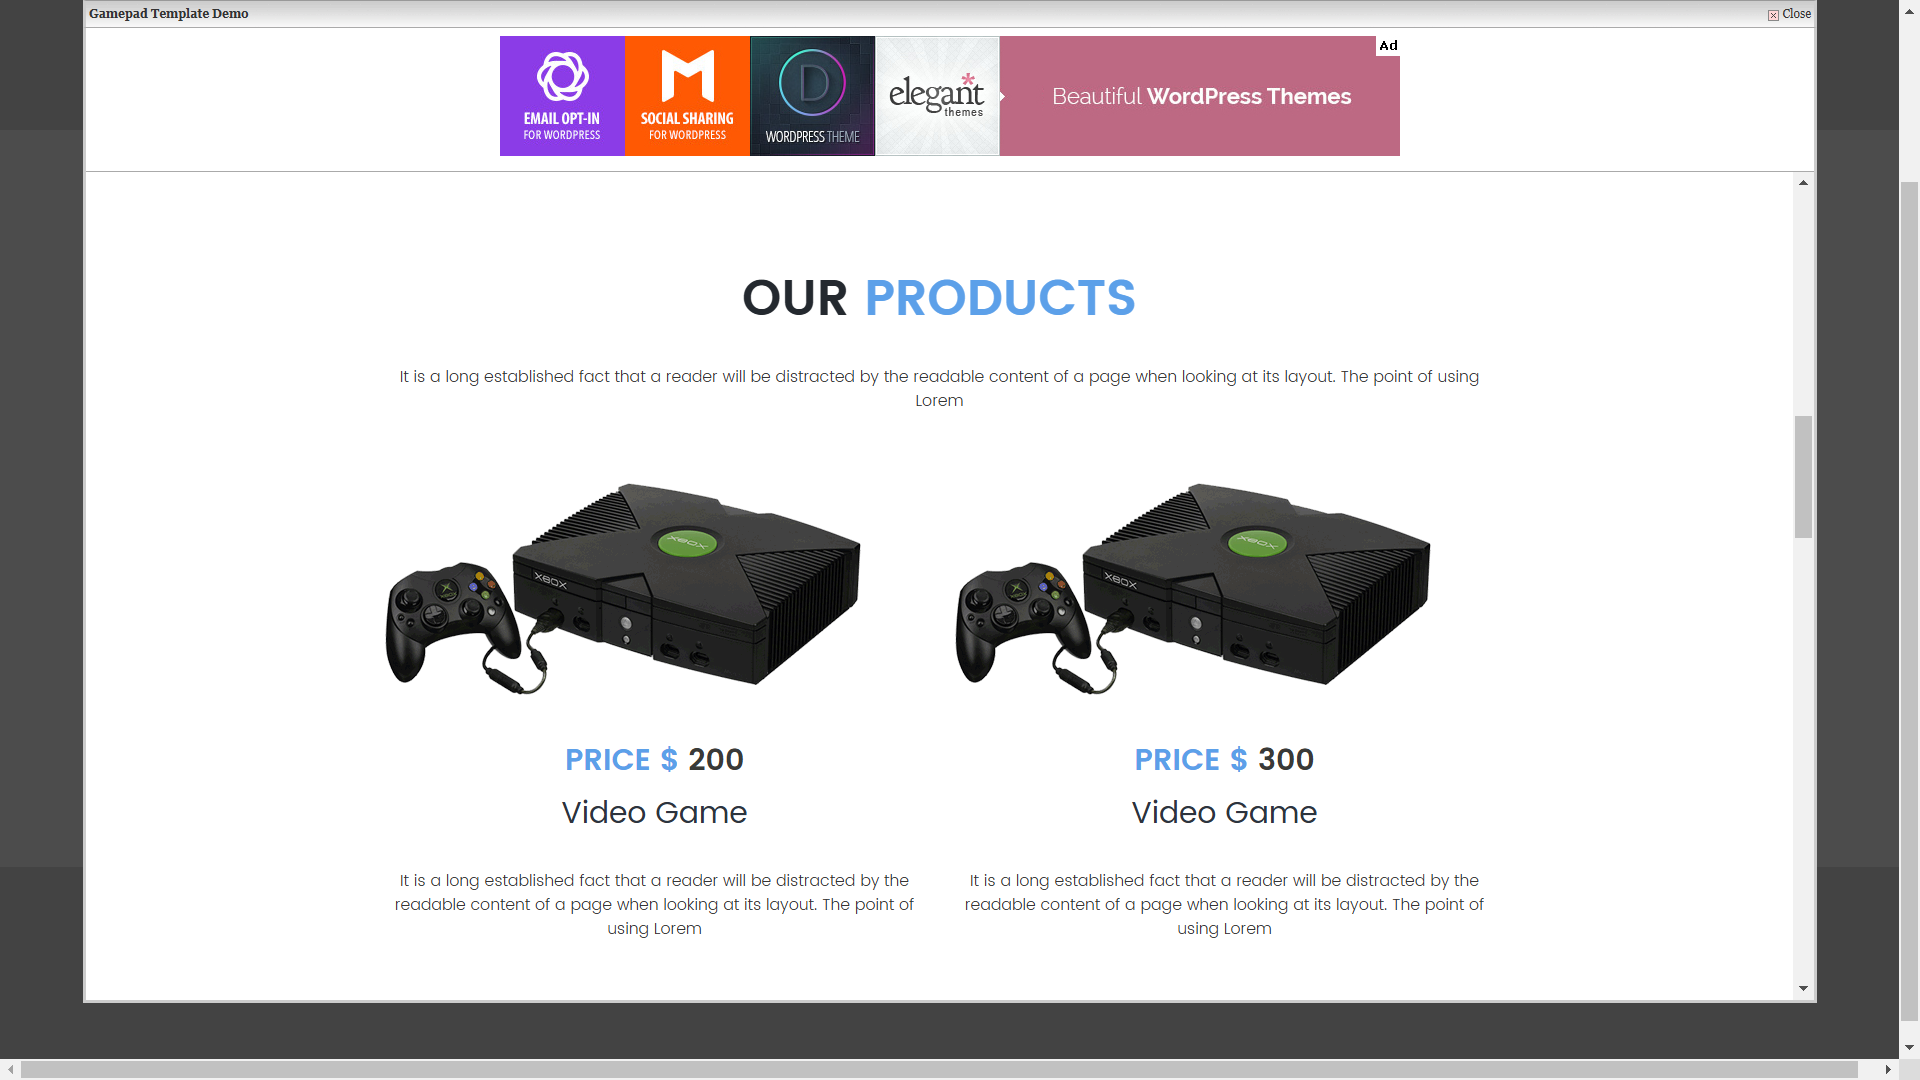 Gamepad Template Demo
Close
EMAIL OPT-IN
FOR WORDPRESS
SOCIAL SHARING
FOR WORDPRESS
D
WORDPRESS THEME
elegant*
themes
Beautiful WordPress Themes
Ad
OUR PRODUCTS
It is a long established fact that a reader will be distracted by the readable content of a page when looking at its layout. The point of using
Lorem
XBOX
XBOX
XBOX
XBOX
PRICE $ 200
Video Game
It is a long established fact that a reader will be distracted by the
readable content of a page when looking at its layout. The point of
using Lorem
PRICE $ 300
Video Game
It is a long established fact that a reader will be distracted by the
readable content of a page when looking at its layout. The point of
using Lorem